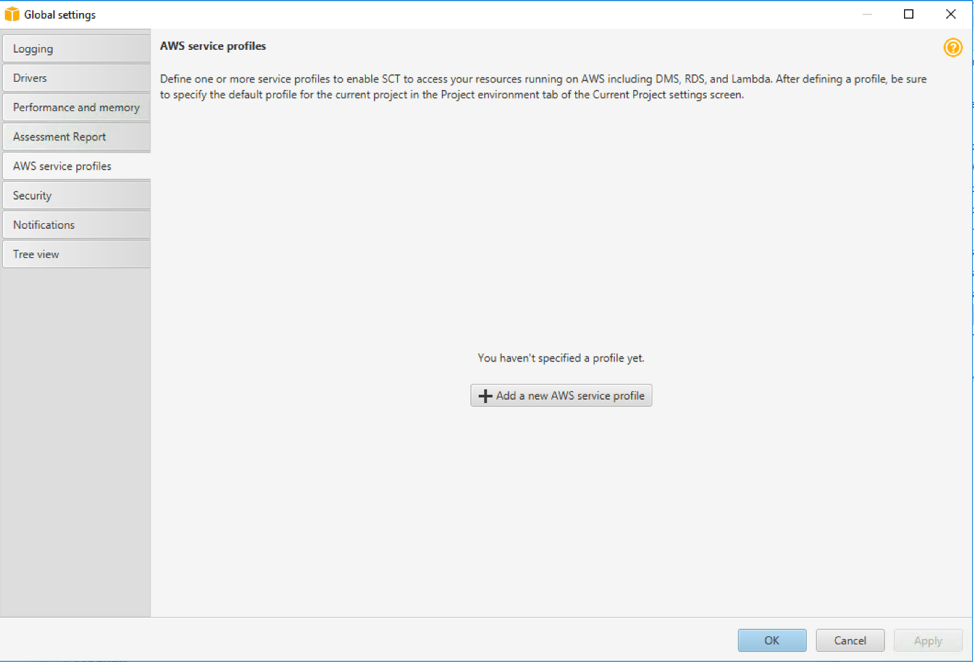 Global settings
Logging
Drivers
Performance and memory
Assessment Report
AWS service profiles
Security
Notifications
Tree view
AWS service profiles
?
Define one or more service profiles to enable SCT to access your resources running on AWS including DMS, RDS, and Lambda. After defining a profile, be sure
to specify the default profile for the current project in the Project environment tab of the Current Project settings screen.
You haven't specified a profile yet.
Add a new AWS service profile
OK
Cancel
Apply